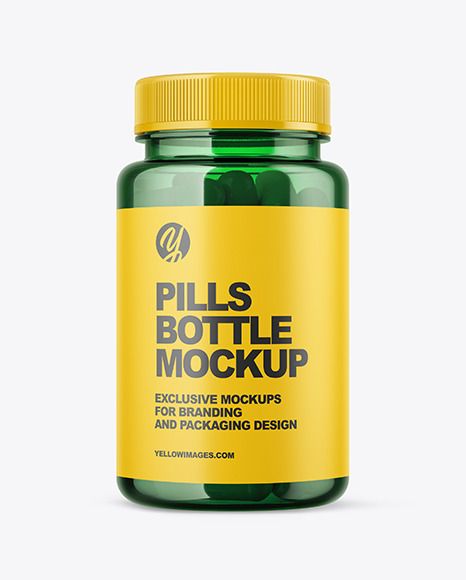 PILLS
BOTTLE
MOCKUP
EXCLUSIVE MOCKUPS
FOR BRANDING
AND PACKAGING DESIGN
YELLOWIMAGES.COM